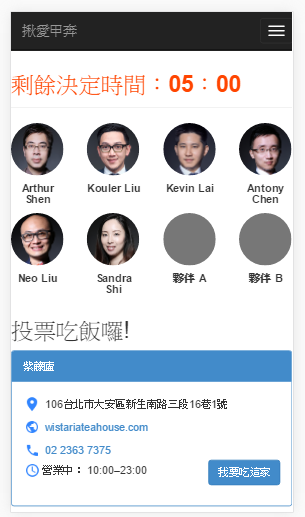 揪愛甲奔
剩餘決定時間：05：00
Arthur Shen
Kouler Liu
Kevin Lai
Antony Chen
Neo Liu
Sandra Shi
夥伴 A
夥伴 B
投票吃飯囉!
紫藤廬
106台北市大安區新生南路三段16巷1號
wistariateahouse.com
02 2363 7375
營業中： 10:00–23:00
我要吃這家